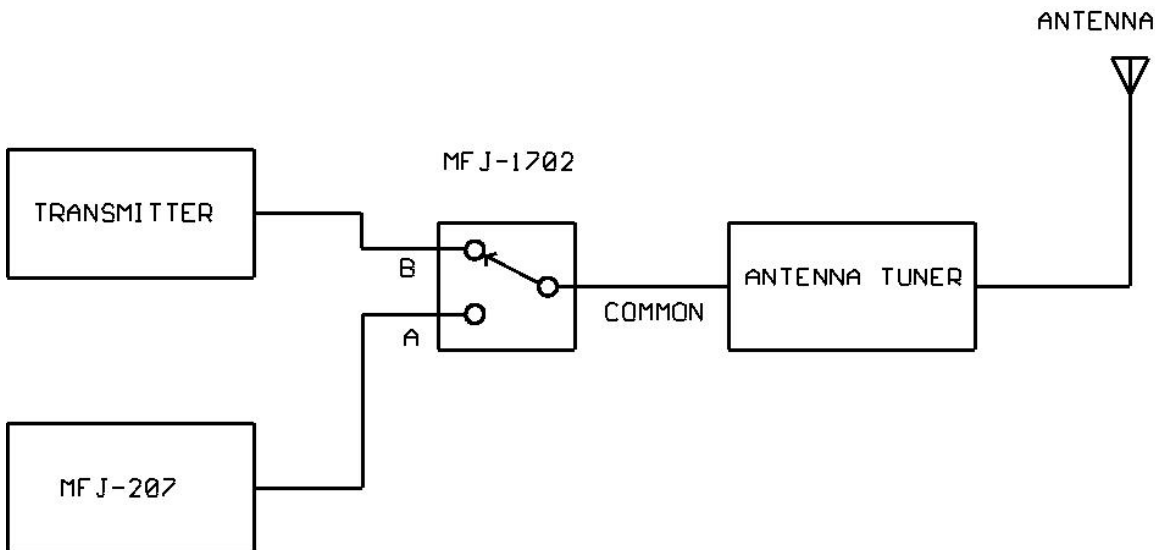 ANTENNA
MFJ-1702
TRANSMITTER
B
ANTENNA TUNER
COMMON
A
MFJ-207